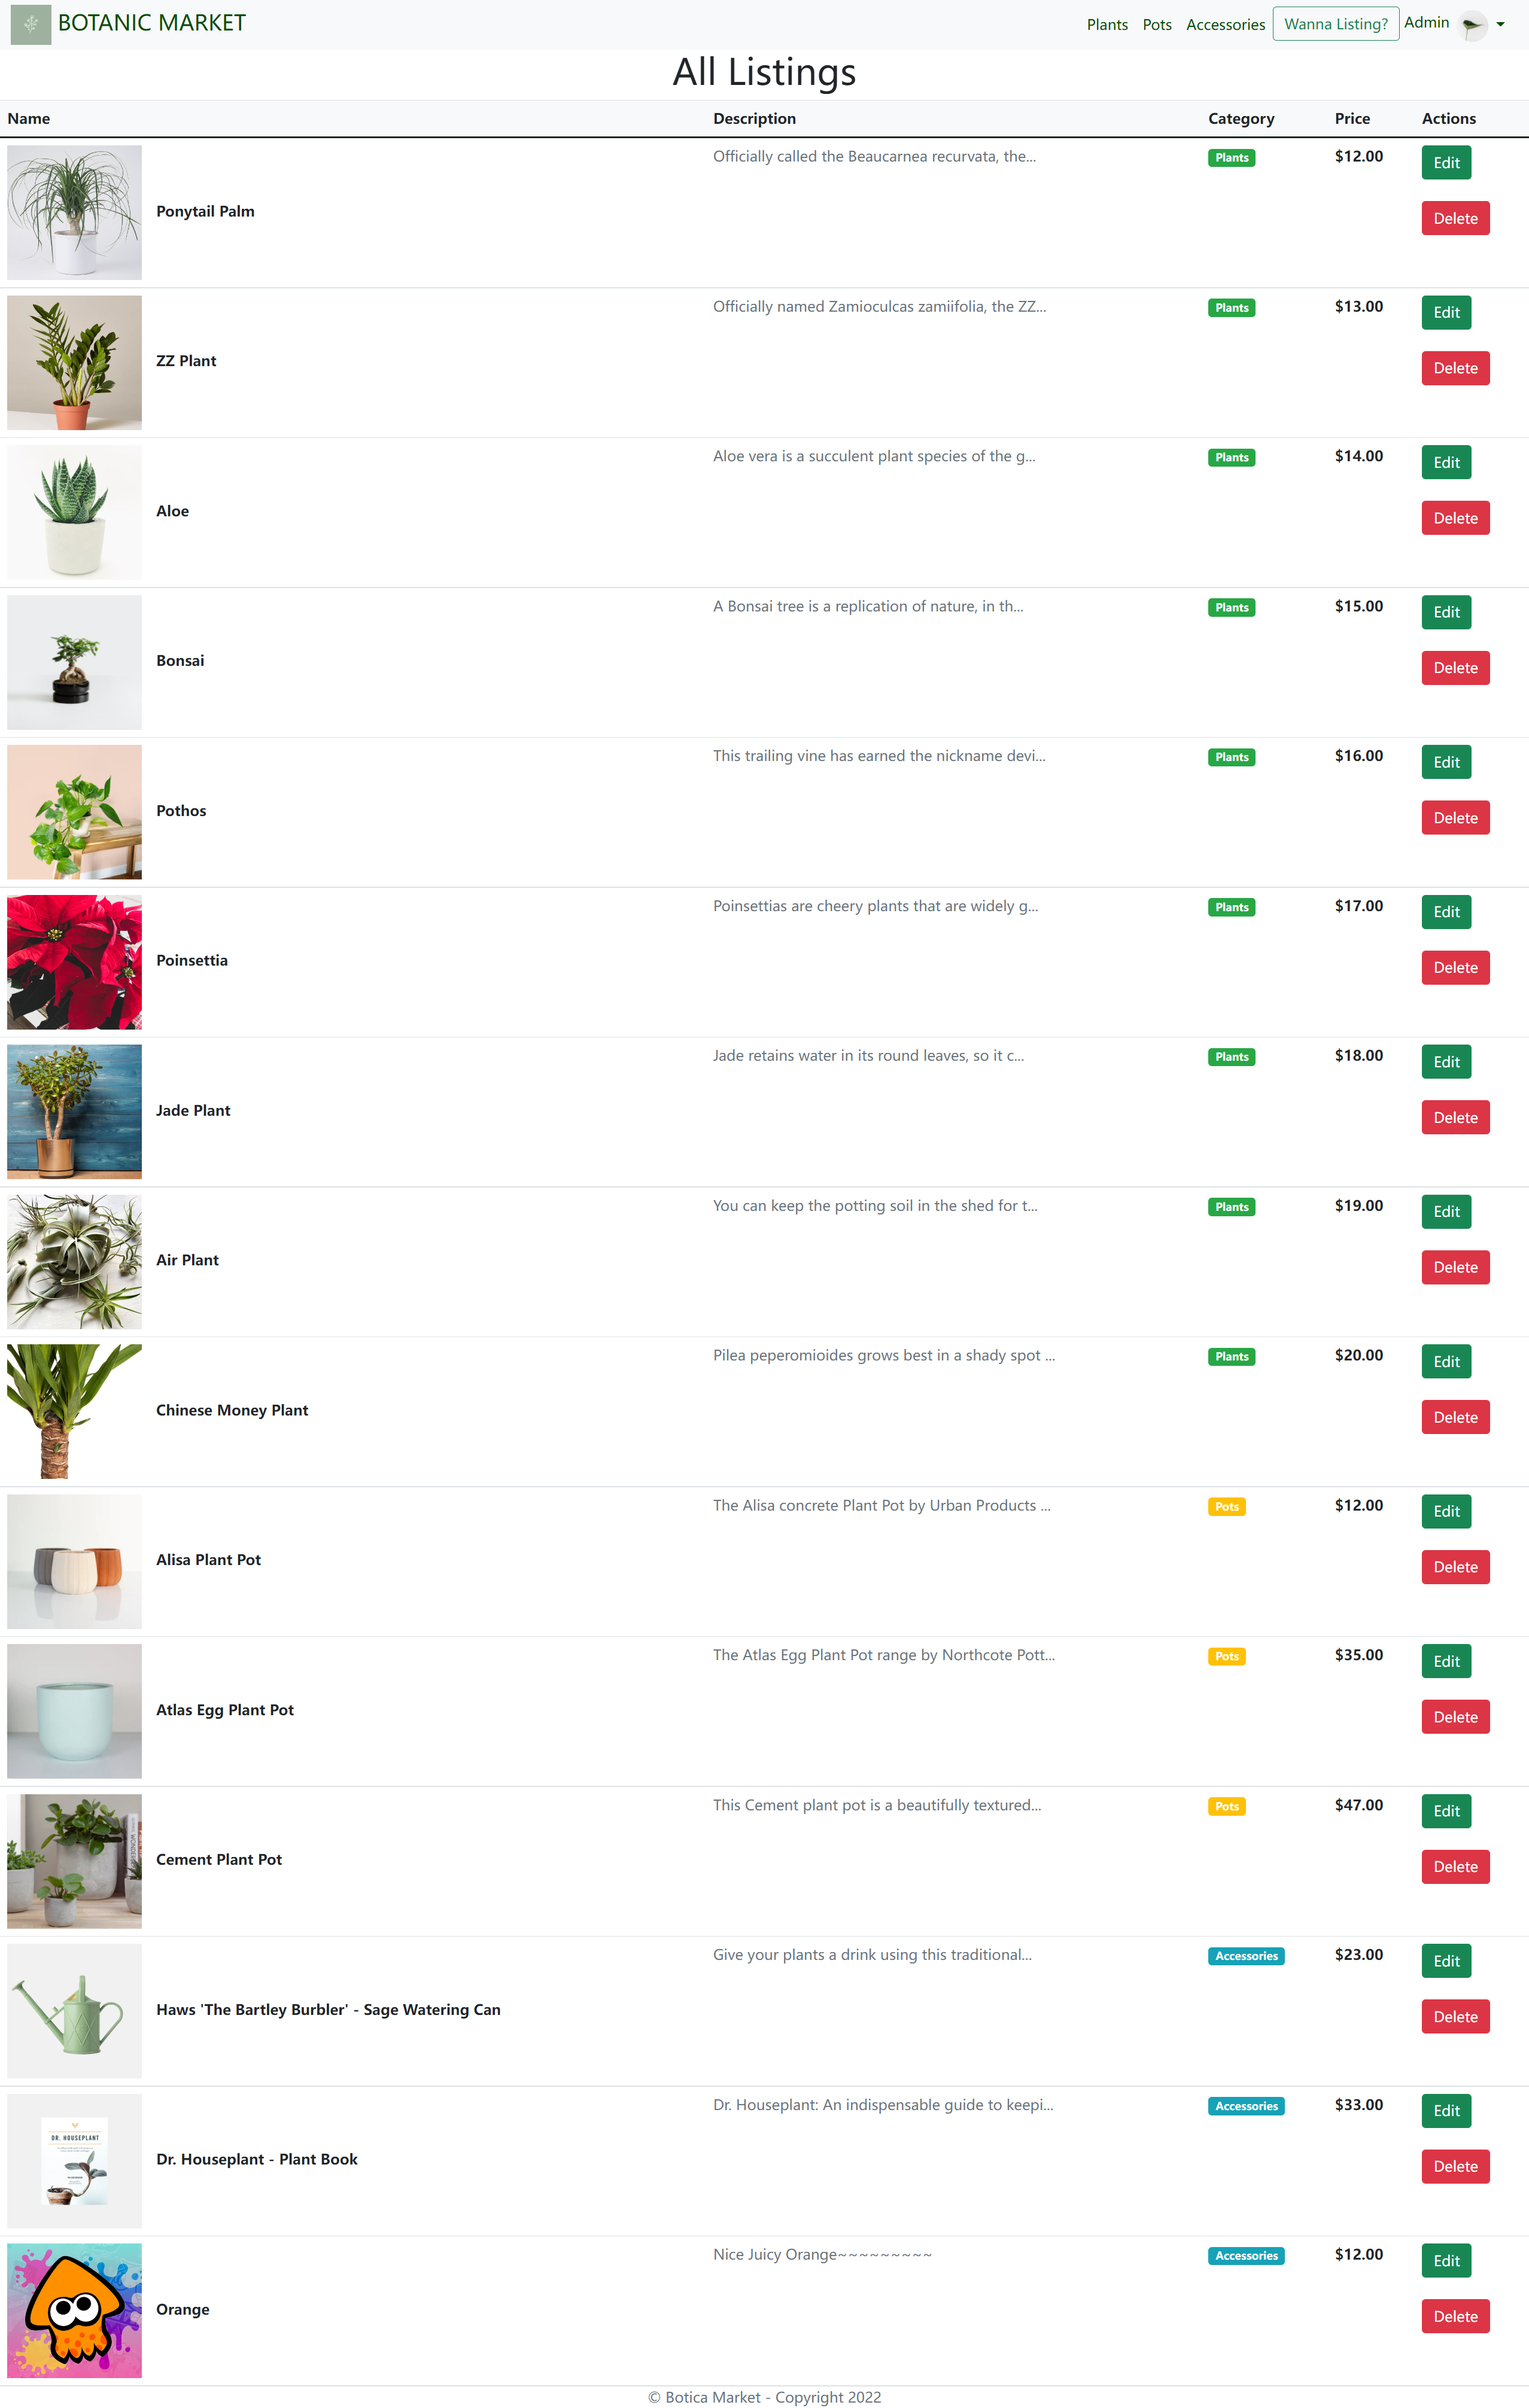 BOTANIC MARKET
Plants Pots Accessories Wanna Listing? Admin
All Listings
Name Description Category Price Actions
Officially called the Beaucarnea recurvata, the... Plants $12.00 Edit
Ponytail Palm
Delete
Officially named Zamioculcas zamiifolia, the ZZ... Plants $13.00 Edit
ZZ Plant
Delete
Aloe vera is a succulent plant species of the g... Plants $14.00 Edit
Aloe
Delete
A Bonsai tree is a replication of nature, in th... Plants $15.00 Edit
Bonsai
Delete
This trailing vine has earned the nickname devi... Plants $16.00 Edit
Pothos
Delete
Poinsettias are cheery plants that are widely g... Plants $17.00 Edit
Poinsettia
Delete
Jade retains water in its round leaves, so it c... Plants $18.00 Edit
Jade Plant
Delete
You can keep the potting soil in the shed for t... Plants $19.00 Edit
Air Plant
Delete
Pilea peperomioides grows best in a shady spot ... Plants $20.00 Edit
Chinese Money Plant
Delete
The Alisa concrete Plant Pot by Urban Products ... Pots $12.00 Edit
Alisa Plant Pot
Delete
The Atlas Egg Plant Pot range by Northcote Pott... Pots $35.00 Edit
Atlas Egg Plant Pot
Delete
This Cement plant pot is a beautifully textured... Pots $47.00 Edit
Cement Plant Pot
Delete
Give your plants a drink using this traditional... Accessories $23.00 Edit
Haws 'The Bartley Burbler' - Sage Watering Can
Delete
Dr. Houseplant: An indispensable guide to keepi... Accessories $33.00 Edit
DR. HOUSEPLANT
Dr. Houseplant - Plant Book
Delete
Nice Juicy Orange~~~~~~~~~ Accessories $12.00 Edit
Orange
Delete
© Botica Market - Copyright 2022